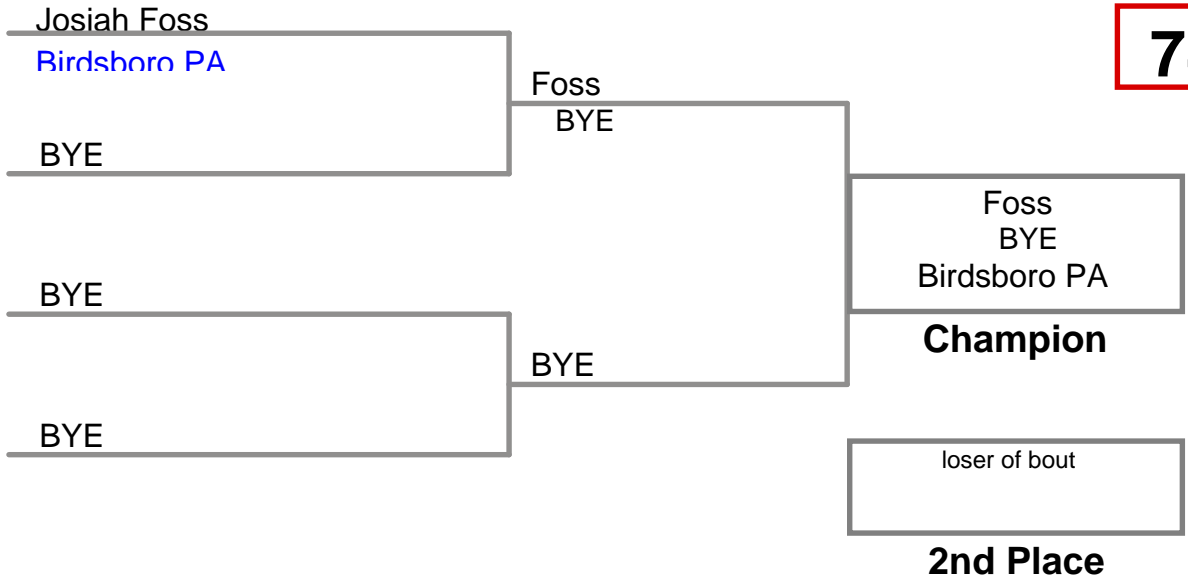 Josiah Foss
Birdsboro PA
BYE
BYE
BYE
Foss
BYE
BYE
Foss
BYE
Birdsboro PA
Champion
loser of bout
2nd Place